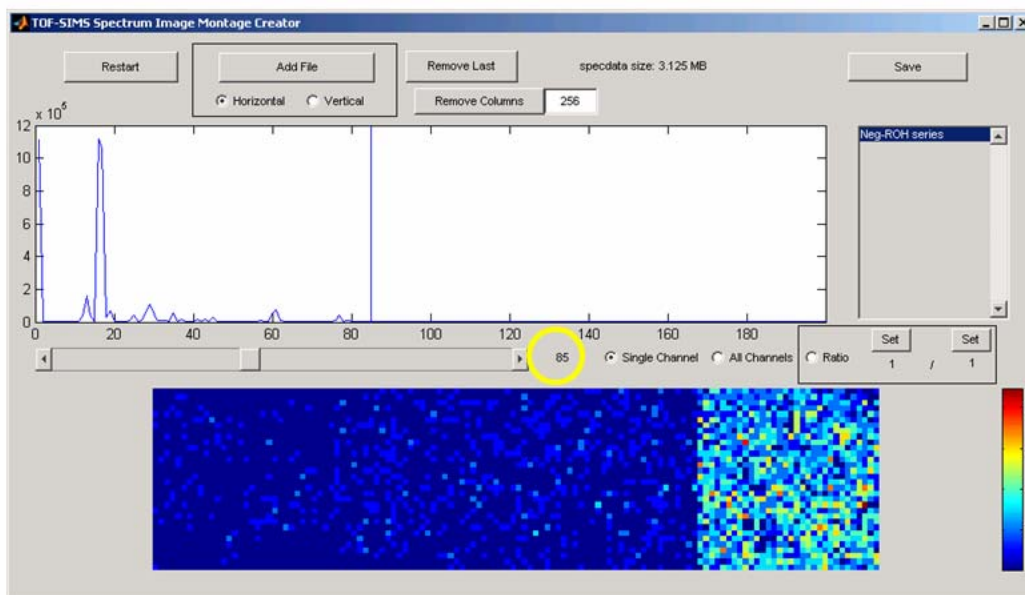 TOF-SIMS Spectrum Image Montage Creator
Restart
Add File
Remove Last
specdata size: 3.125 MB
Save
Horizontal
Vertical
Remove Columns
256
x 10^5
Neg-ROH series
12
10
8
6
4
2
0
0 20 40 60 80 100 120 140 160 180
85
Single Channel
All Channels
Ratio
Set
1
/
Set
1